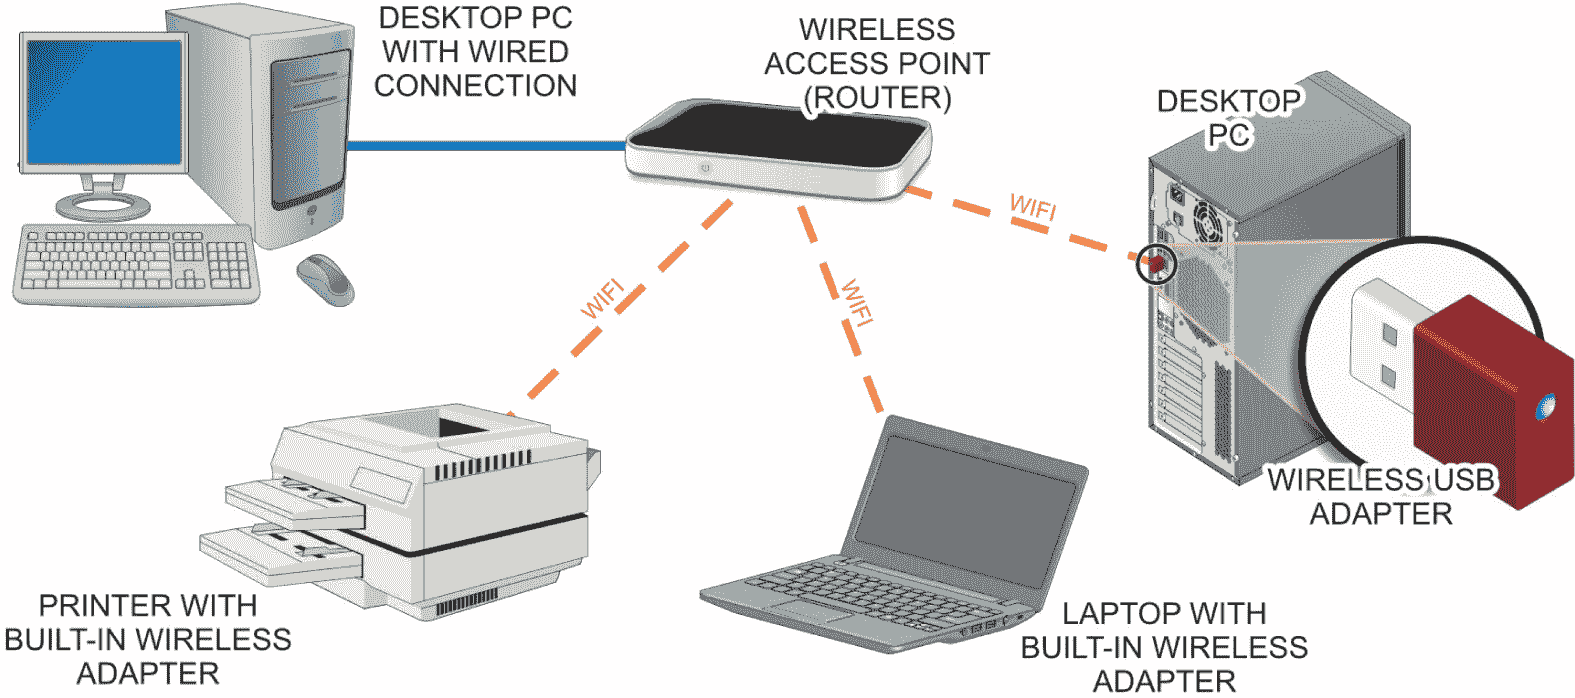 DESKTOP PC
WITH WIRED
CONNECTION
WIRELESS
ACCESS POINT
(ROUTER)
DESKTOP
PC
WIFI
WIFI
WIFI
WIRELESS USB
ADAPTER
PRINTER WITH
BUILT-IN WIRELESS
ADAPTER
LAPTOP WITH
BUILT-IN WIRELESS
ADAPTER